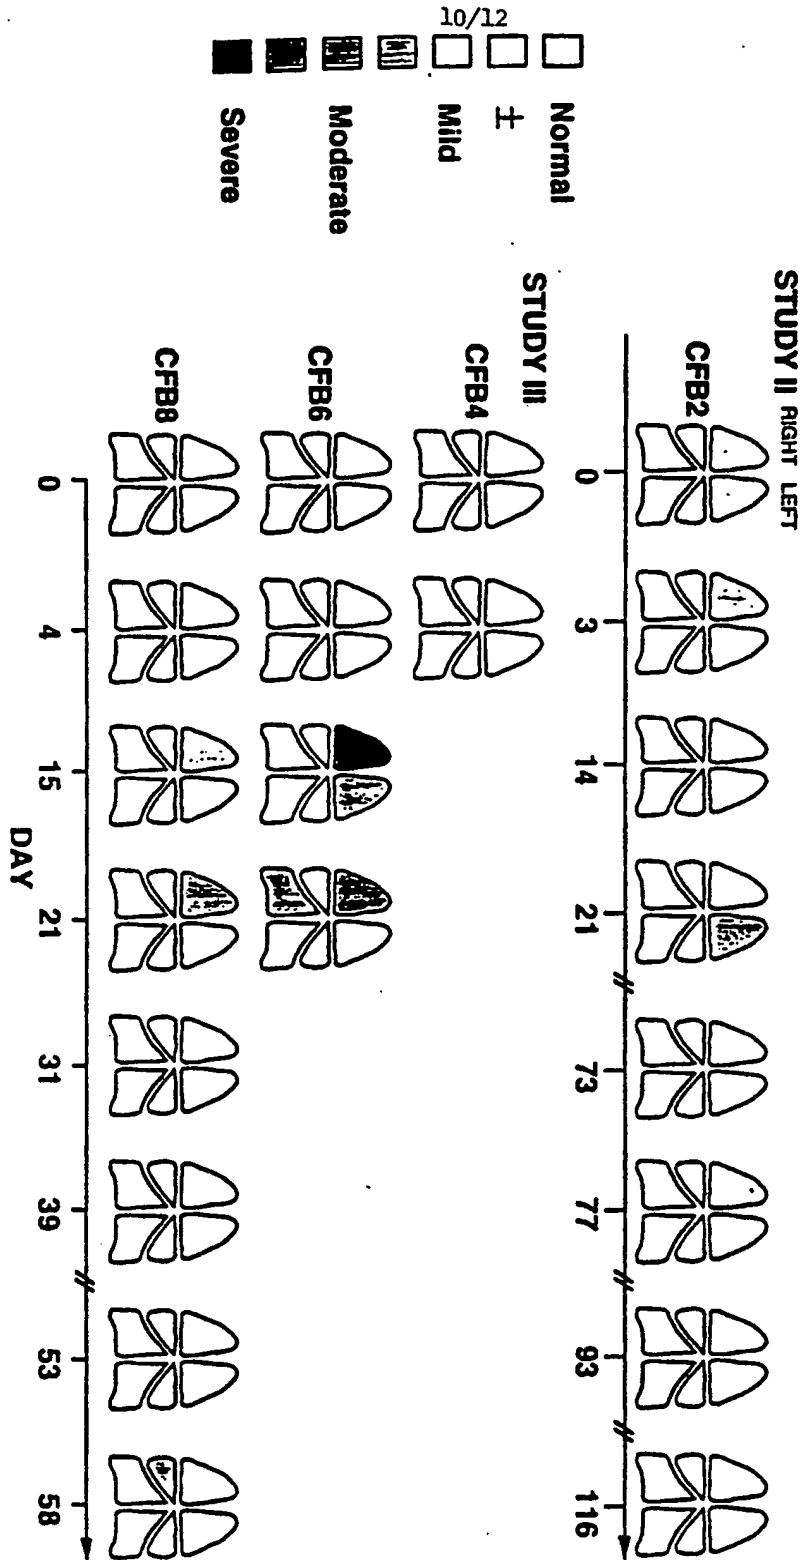 10/12
STUDY II RIGHT LEFT
CFB2
0 3 14 21 73 77 93 116
STUDY III
CFB4
CFB6
CFB8
0 4 15 21 31 39 53 58
DAY
Normal
±
Mild
Moderate
Severe